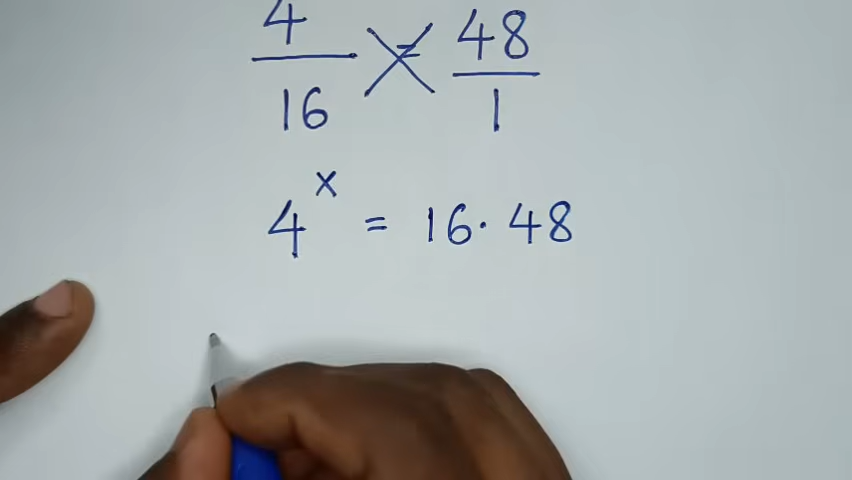 4/16 = 48/1
4^x = 16·48